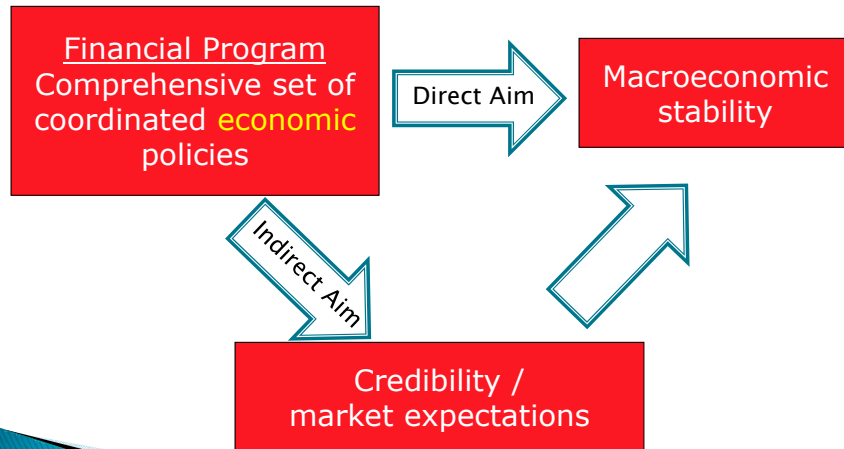 Financial Program
Comprehensive set of
coordinated economic
policies
Direct Aim
Macroeconomic
stability
Indirect Aim
Credibility /
market expectations